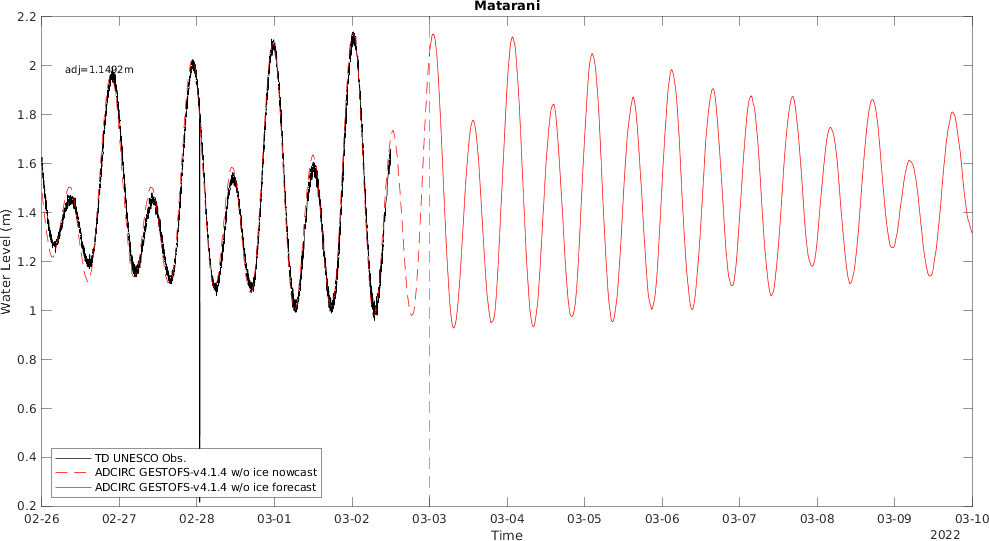 Matarani
2.2
2
1.8
1.6
1.4
1.2
1
0.8
0.6
0.4
0.2
Water Level (m)
adj=1.1492m
TD UNESCO Obs.
ADCIRC GESTOFS-v4.1.4 w/o ice nowcast
ADCIRC GESTOFS-v4.1.4 w/o ice forecast
02-26 02-27 02-28 03-01 03-02 03-03 03-04 03-05 03-06 03-07 03-08 03-09 03-10
Time
2022